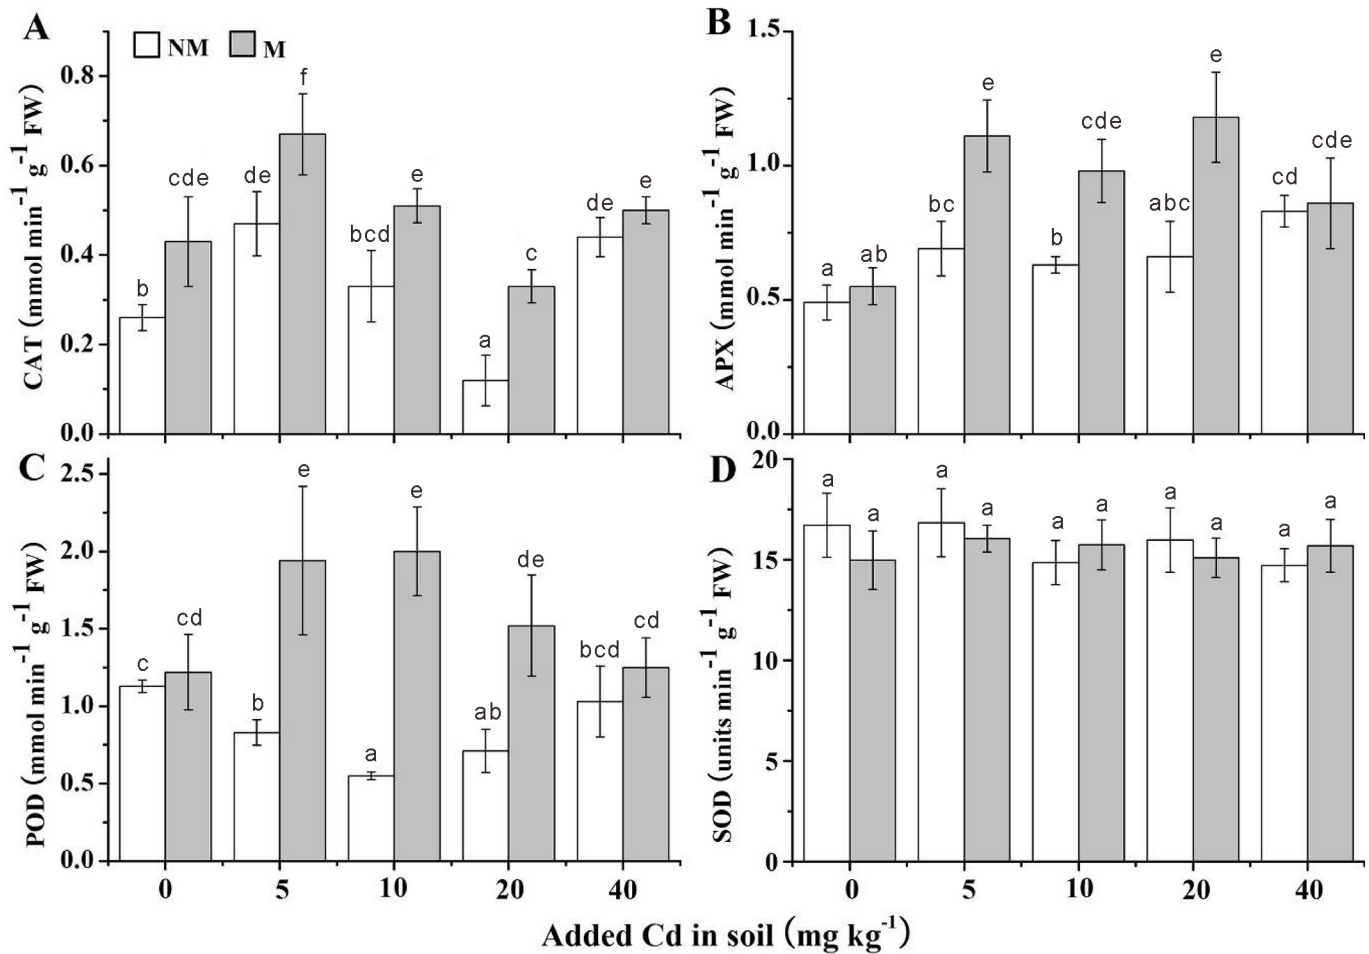 A
NM M
CAT (mmol min⁻¹ g⁻¹ FW)
0.8
0.6
0.4
0.2
0.0
b cde de f bcd e a c de e
B
APX (mmol min⁻¹ g⁻¹ FW)
1.5
1.0
0.5
0.0
a ab bc e b cde abc e cd cde
C
POD (mmol min⁻¹ g⁻¹ FW)
2.5
2.0
1.5
1.0
0.5
0.0
c cd b e a e ab de bcd cd
0 5 10 20 40
D
SOD (units min⁻¹ g⁻¹ FW)
20
15
10
5
0
a a a a a a a a a a
0 5 10 20 40
Added Cd in soil (mg kg⁻¹)